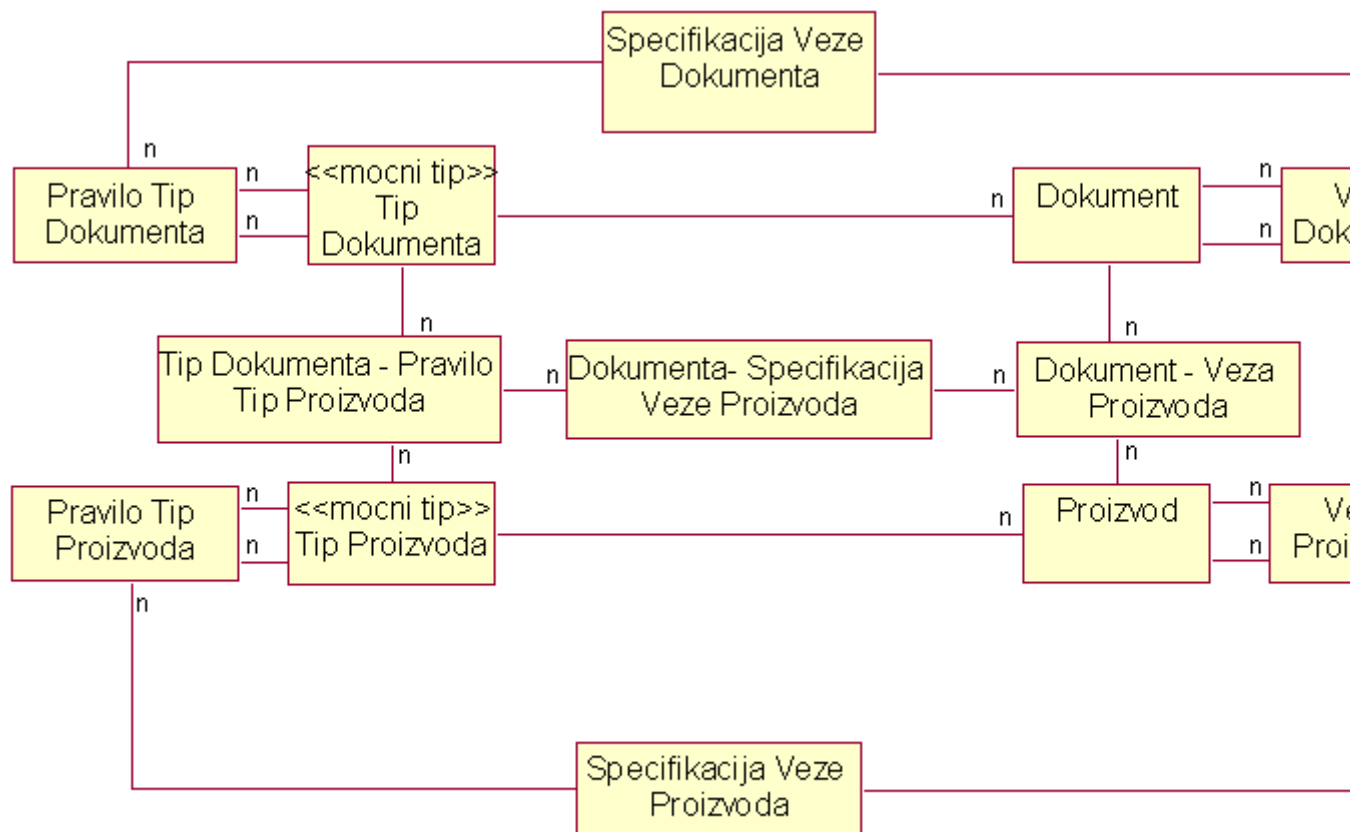 Specifikacija Veze
Dokumenta
n
Pravilo Tip
Dokumenta
n
n
<<mocni tip>>
Tip
Dokumenta
n
Dokument
n
n
n
n
Tip Dokumenta - Pravilo
Tip Proizvoda
n
Dokumenta- Specifikacija
Veze Proizvoda
n
Dokument - Veza
Proizvoda
n
n
Pravilo Tip
Proizvoda
n
n
<<mocni tip>>
Tip Proizvoda
n
Proizvod
n
n
n
Specifikacija Veze
Proizvoda